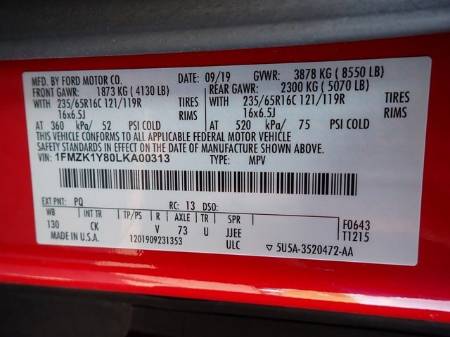 MFD. BY FORD MOTOR CO. 09/19 GVWR: 3878 KG (8550 LB)
FRONT GAWR: 1873 KG (4130 LB) REAR GAWR: 2300 KG (5070 LB)
WITH 235/65R16C 121/119R TIRES WITH 235/65R16C 121/119R TIRES
16x6.5J RIMS 16x6.5J RIMS
AT 360 kPa/ 52 PSI COLD AT 520 kPa/ 75 PSI COLD
THIS VEHICLE CONFORMS TO ALL APPLICABLE FEDERAL MOTOR VEHICLE
SAFETY STANDARDS IN EFFECT ON THE DATE OF MANUFACTURE SHOWN ABOVE.
VIN: 1FMZK1Y80LKA00313 TYPE: MPV
EXT PNT: PQ RC: 13 DSO:
WB INT TR TP/PS R AXLE TR SPR F0643
130 CK V 73 U JJEE T1215
MADE IN U.S.A. 1201909231353 ULC ▽ 5U5A-3520472-AA